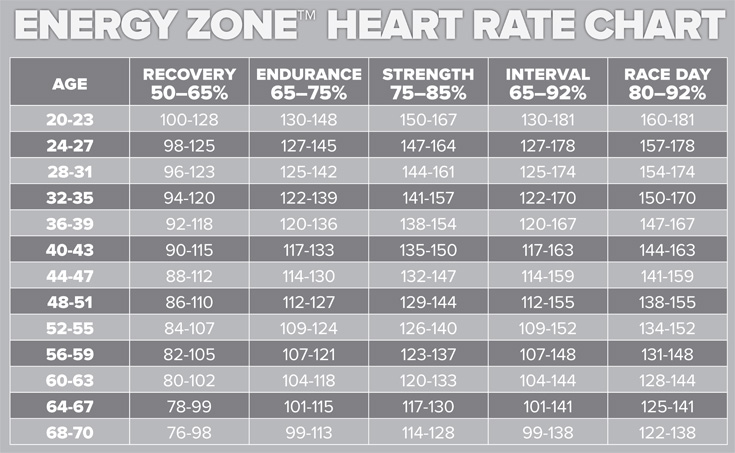 ENERGY ZONE™ HEART RATE CHART
AGE RECOVERY 50–65% ENDURANCE 65–75% STRENGTH 75–85% INTERVAL 65–92% RACE DAY 80–92%
20-23 100-128 130-148 150-167 130-181 160-181
24-27 98-125 127-145 147-164 127-178 157-178
28-31 96-123 125-142 144-161 125-174 154-174
32-35 94-120 122-139 141-157 122-170 150-170
36-39 92-118 120-136 138-154 120-167 147-167
40-43 90-115 117-133 135-150 117-163 144-163
44-47 88-112 114-130 132-147 114-159 141-159
48-51 86-110 112-127 129-144 112-155 138-155
52-55 84-107 109-124 126-140 109-152 134-152
56-59 82-105 107-121 123-137 107-148 131-148
60-63 80-102 104-118 120-133 104-144 128-144
64-67 78-99 101-115 117-130 101-141 125-141
68-70 76-98 99-113 114-128 99-138 122-138